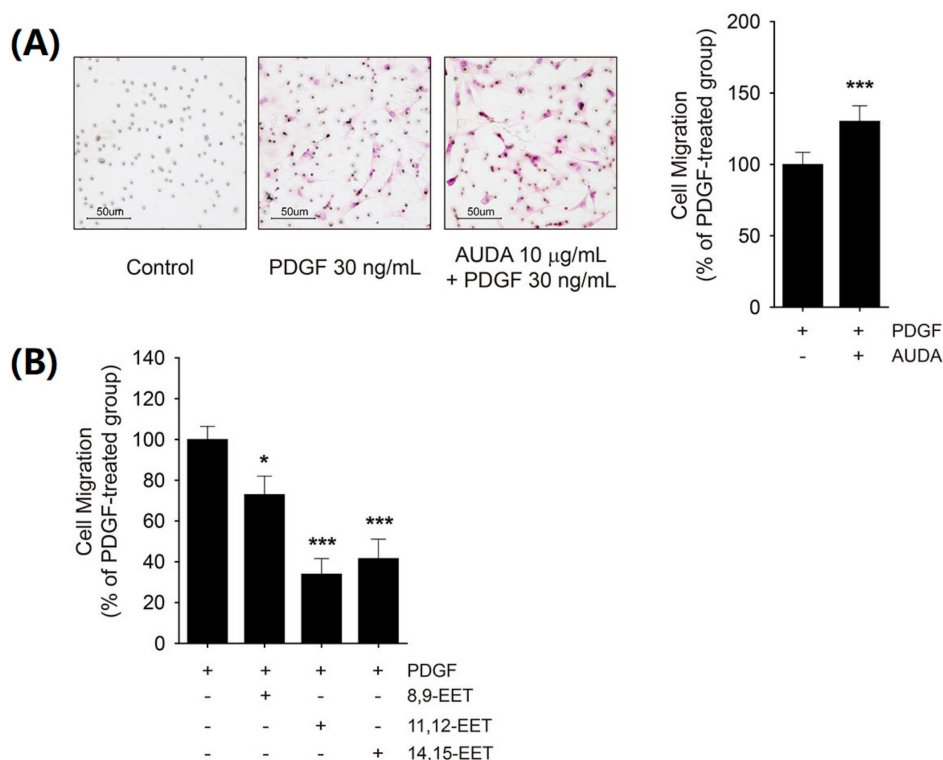 (A)
50um
50um
50um
Control
PDGF 30 ng/mL
AUDA 10 μg/mL
+ PDGF 30 ng/mL
Cell Migration
(% of PDGF-treated group)
200
150
100
50
0
***
+ + PDGF
- + AUDA
(B)
Cell Migration
(% of PDGF-treated group)
140
120
100
80
60
40
20
0
*
***
***
+ + + + PDGF
- + - - 8,9-EET
- - + - 11,12-EET
- - - + 14,15-EET